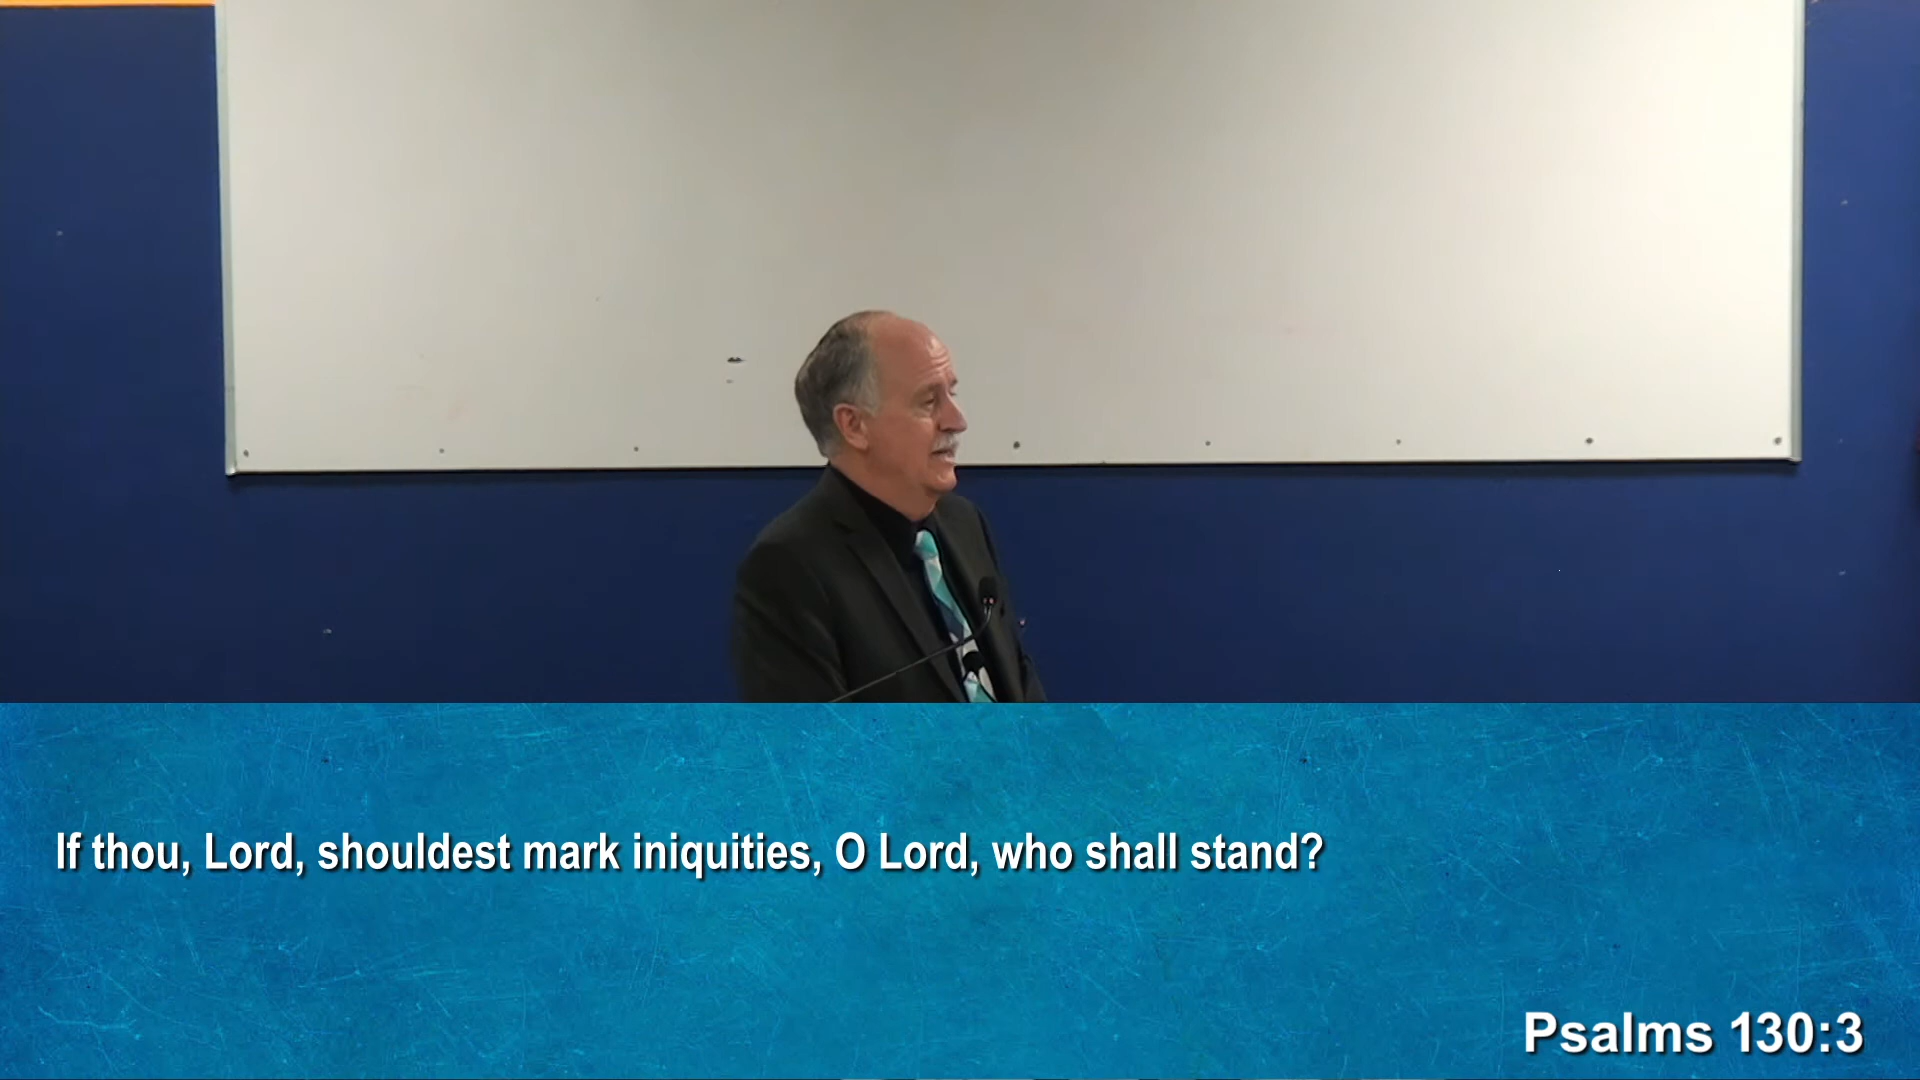 If thou, Lord, shouldest mark iniquities, O Lord, who shall stand?
Psalms 130:3